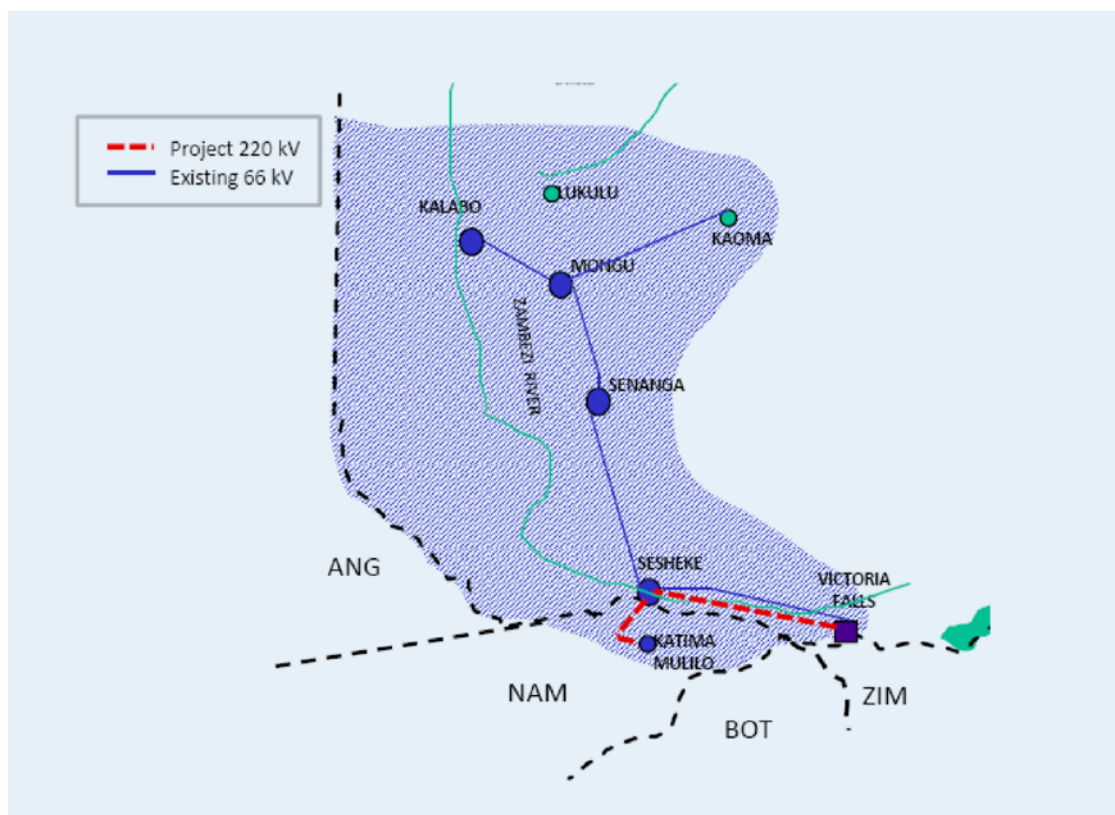 Project 220 kV
Existing 66 kV
LUKULU
KALABO
KAOMA
MONGU
ZAMBEZI RIVER
SENANGA
SESHEKE
VICTORIA
FALLS
ANG
KATIMA
MULILO
NAM
ZIM
BOT